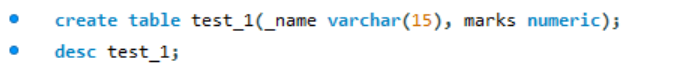 create table test_1(_name varchar(15), marks numeric);
desc test_1;